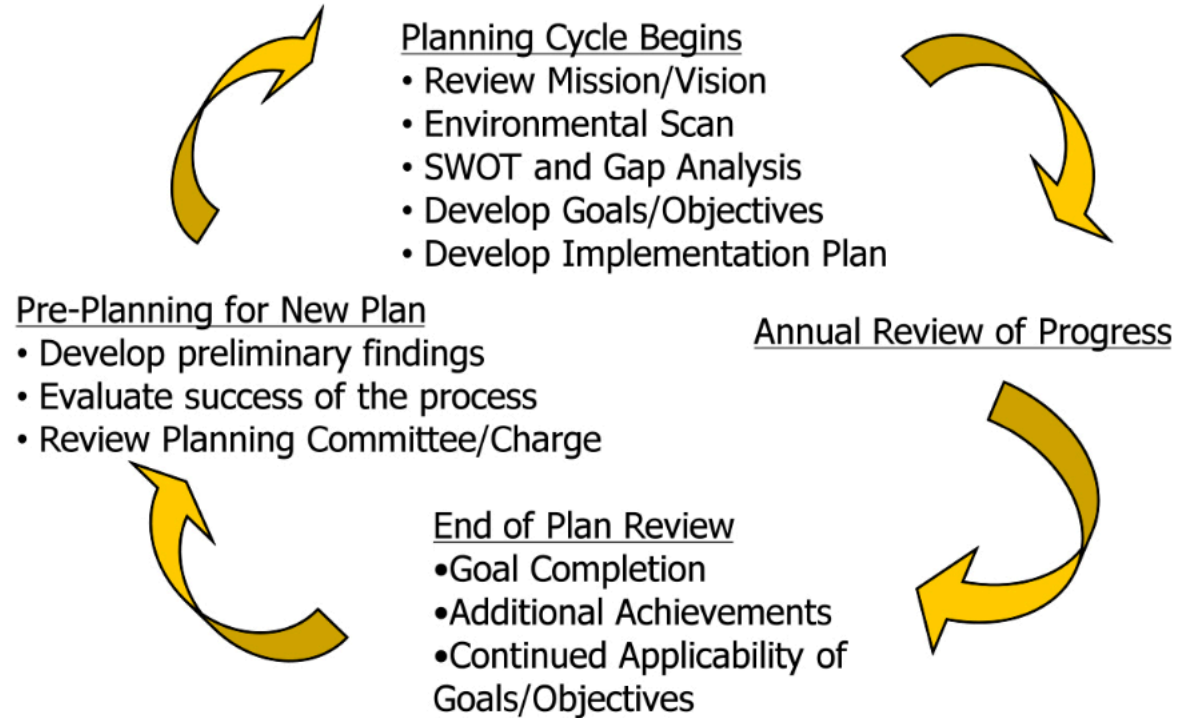 Planning Cycle Begins
• Review Mission/Vision
• Environmental Scan
• SWOT and Gap Analysis
• Develop Goals/Objectives
• Develop Implementation Plan
Annual Review of Progress
End of Plan Review
•Goal Completion
•Additional Achievements
•Continued Applicability of
Goals/Objectives
Pre-Planning for New Plan
• Develop preliminary findings
• Evaluate success of the process
• Review Planning Committee/Charge